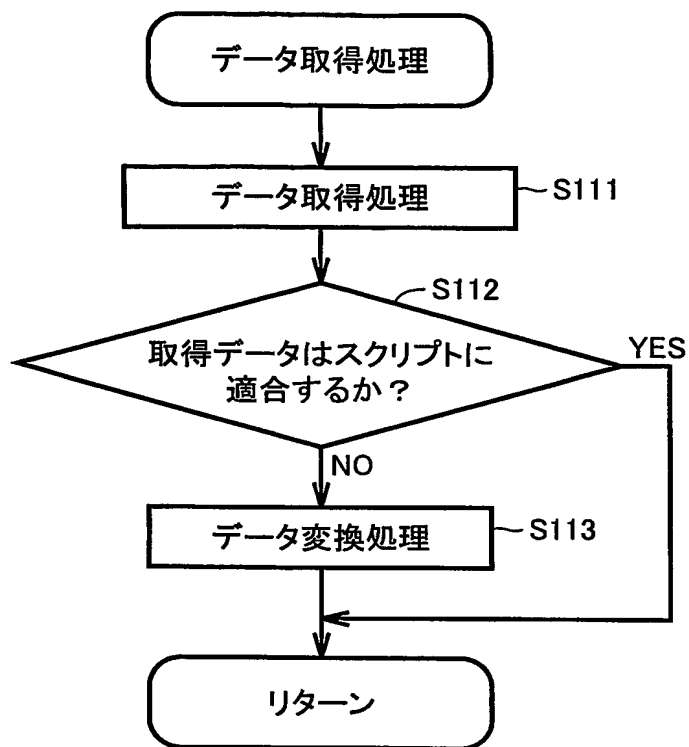 データ取得処理
データ取得処理
S111
S112
取得データはスクリプトに
適合するか？
YES
NO
データ変換処理
S113
リターン